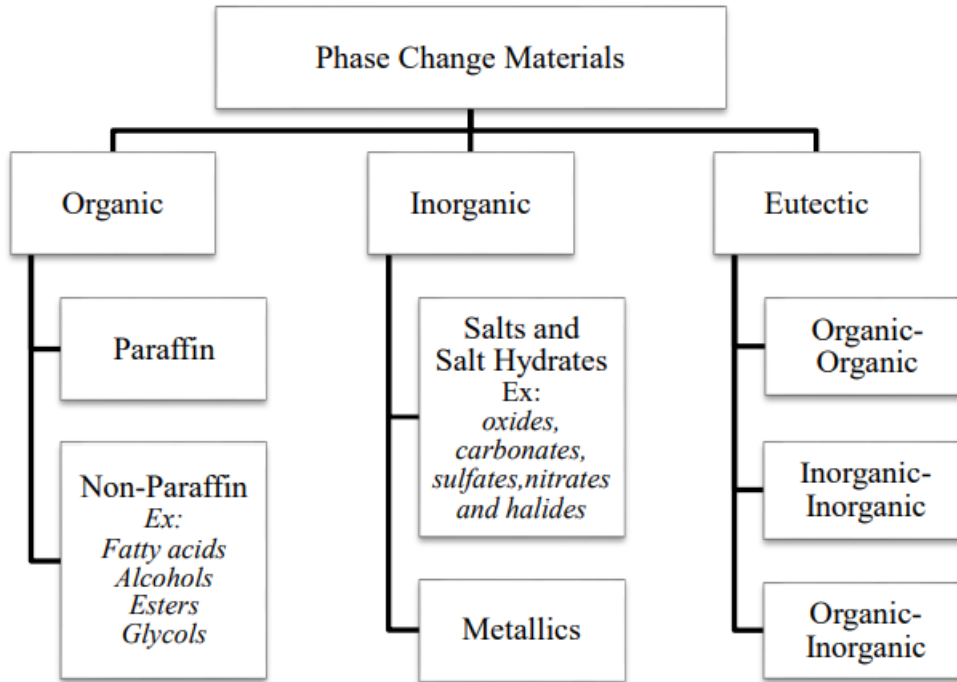 Phase Change Materials
Organic
Inorganic
Eutectic
Paraffin
Non-Paraffin
Ex:
Fatty acids
Alcohols
Esters
Glycols
Salts and
Salt Hydrates
Ex:
oxides,
carbonates,
sulfates,nitrates
and halides
Metallics
Organic-
Organic
Inorganic-
Inorganic
Organic-
Inorganic